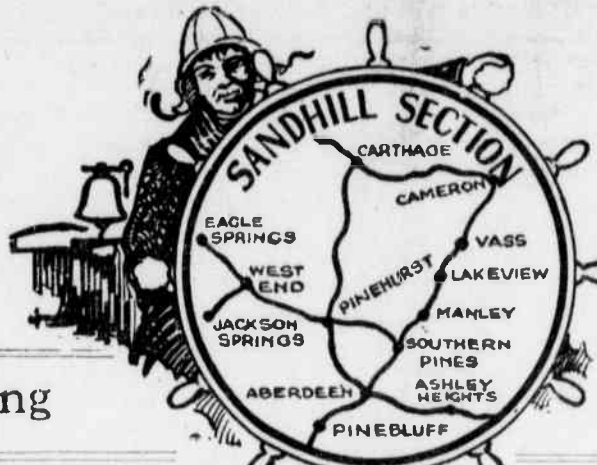 SANDHILL SECTION
CARTHAGE
CAMERON
EAGLE
SPRINGS
VASS
WEST
END
PINEHURST
LAKEVIEW
JACKSON
SPRINGS
MANLEY
SOUTHERN
PINES
ABERDEEN
ASHLEY
HEIGHTS
PINEBLUFF
ng